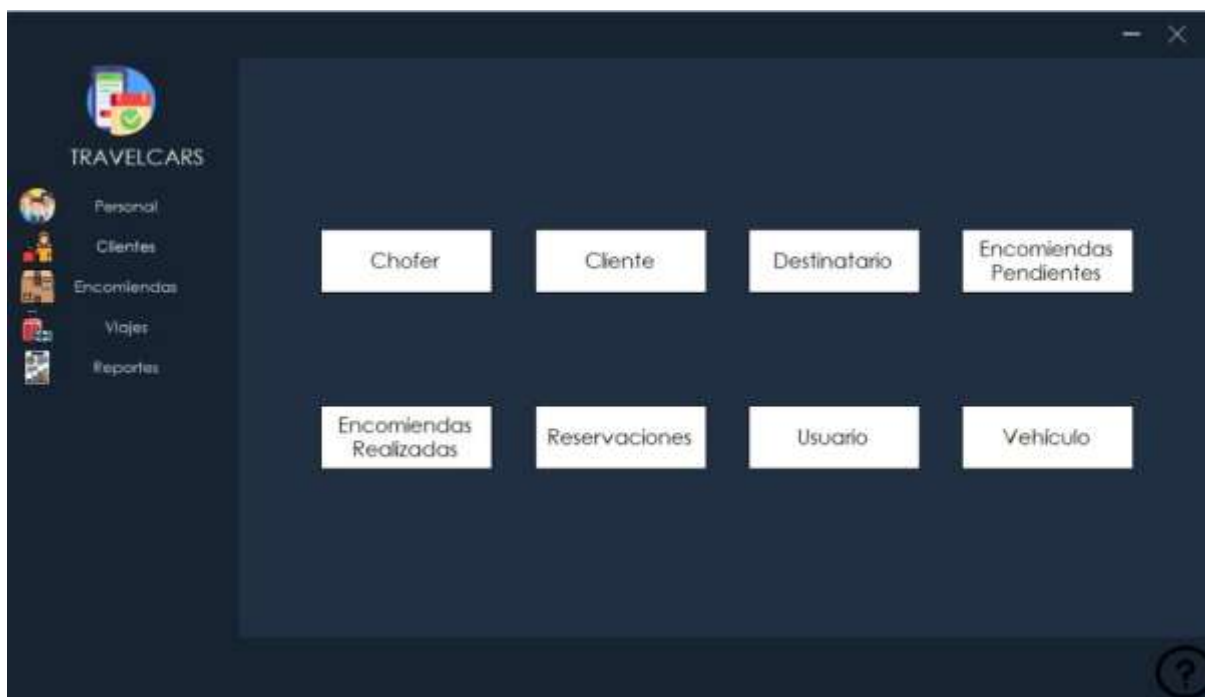 TRAVELCARS
Personal
Clientes
Encomiendas
Viajes
Reportes
Chofer
Cliente
Destinatario
Encomiendas
Pendientes
Encomiendas
Realizadas
Reservaciones
Usuario
Vehículo
?